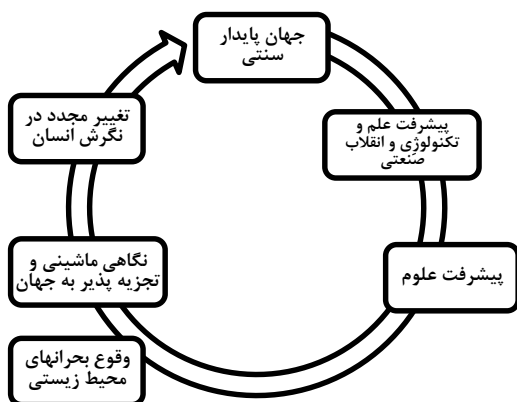 جهان پایدار
سنتی
پیشرفت علم و
تکنولوژی و انقلاب
صنعتی
پیشرفت علوم
وقوع بحرانهای
محیط زیستی
نگاهی ماشینی و
تجزیه پذیر به جهان
تغییر مجدد در
نگرش انسان